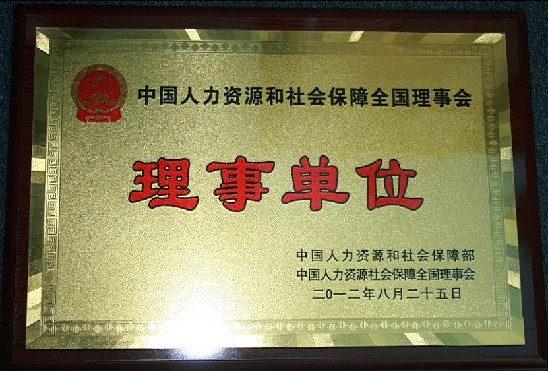 中国人力资源和社会保障全国理事会
理事单位
中国人力资源和社会保障部
中国人力资源社会保障全国理事会
二0一二年八月二十五日